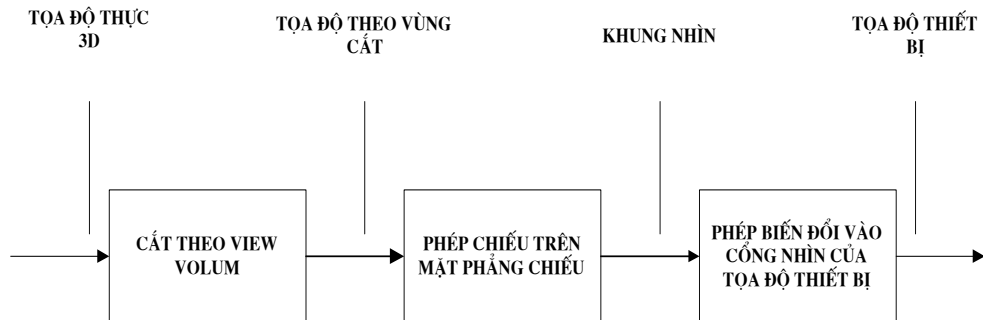 TỌA ĐỘ THỰC
3D
TỌA ĐỘ THEO VÙNG
CẮT
KHUNG NHÌN
TỌA ĐỘ THIẾT
BỊ
CẮT THEO VIEW
VOLUM
PHÉP CHIẾU TRÊN
MẶT PHẲNG CHIẾU
PHÉP BIẾN ĐỔI VÀO
CỔNG NHÌN CỦA
TỌA ĐỘ THIẾT BỊ